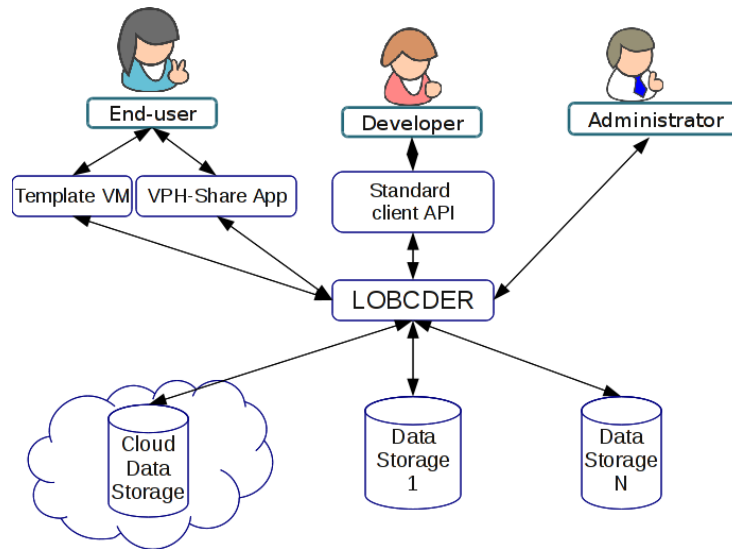 End-user
Developer
Administrator
Template VM
VPH-Share App
Standard
client API
LOBCDER
Cloud
Data
Storage
Data
Storage
1
Data
Storage
N